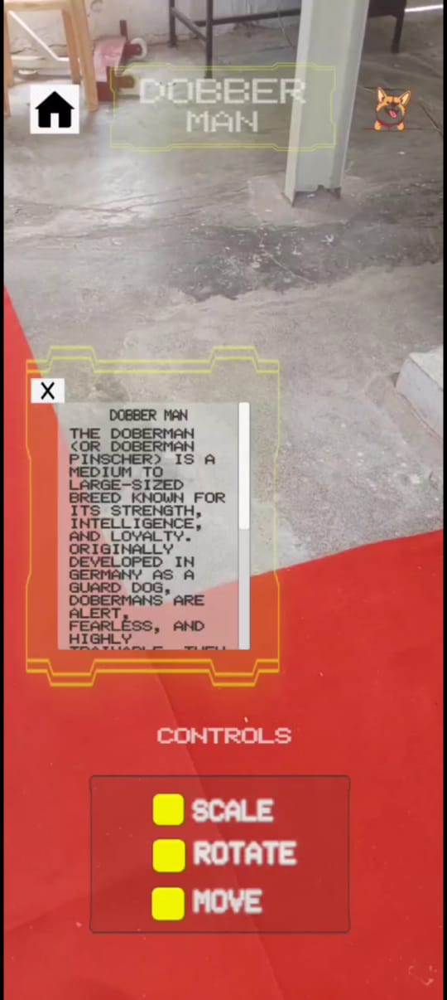 DOBBER
MAN
X
DOBBER MAN
THE DOBERMAN
(OR DOBERMAN
PINSCHER) IS A
MEDIUM TO
LARGE-SIZED
BREED KNOWN FOR
ITS STRENGTH,
INTELLIGENCE,
AND LOYALTY.
ORIGINALLY
DEVELOPED IN
GERMANY AS A
GUARD DOG,
DOBERMANS ARE
ALERT,
FEARLESS, AND
HIGHLY
TRAINABLE. THEY
CONTROLS
SCALE
ROTATE
MOVE